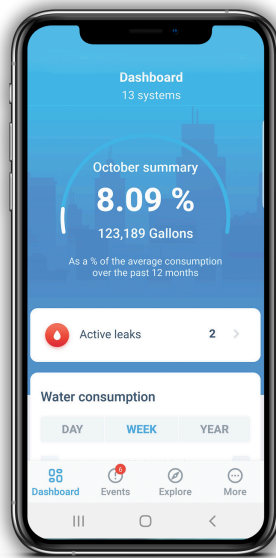 Dashboard
13 systems
October summary
8.09 %
123,189 Gallons
As a % of the average consumption
over the past 12 months
Active leaks 2
Water consumption
DAY WEEK YEAR
6
Dashboard Events Explore More